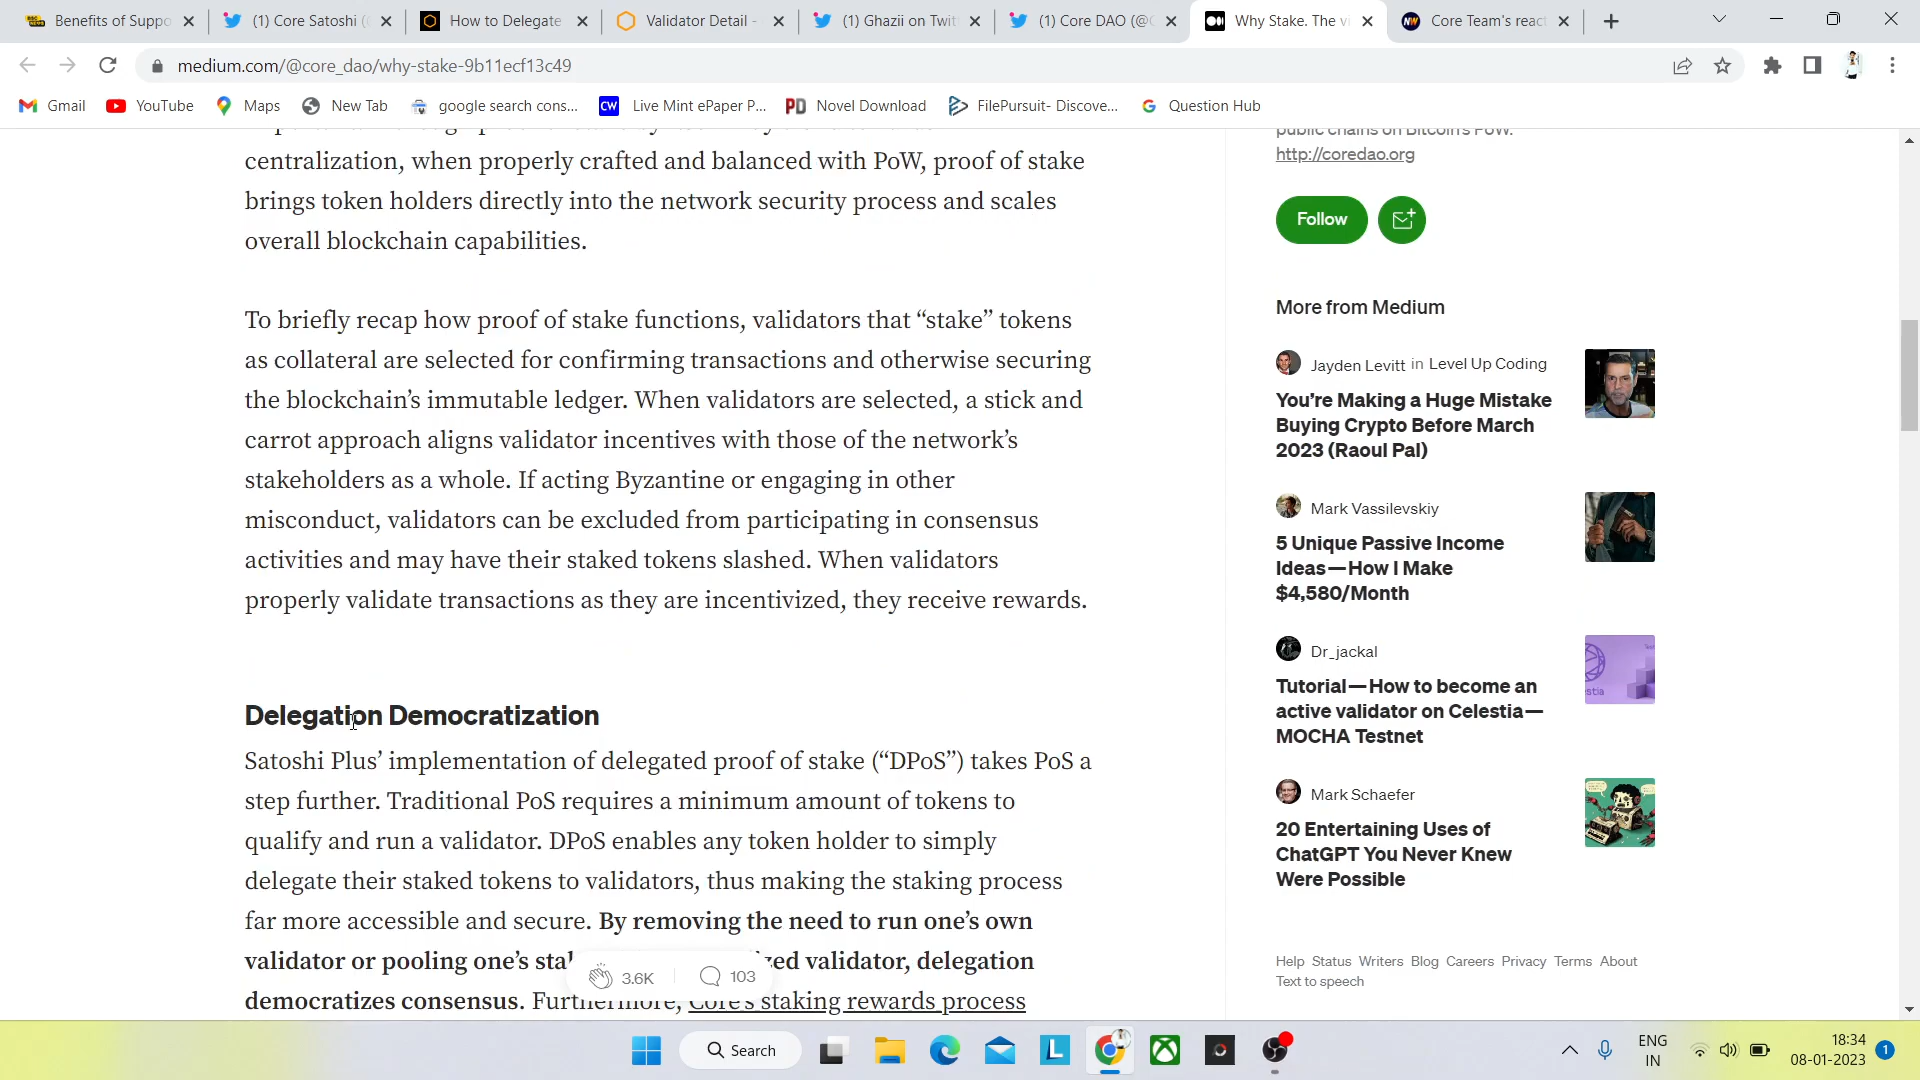 Benefits of Suppo
(1) Core Satoshi (
How to Delegate
Validator Detail -
(1) Ghazii on Twit
(1) Core DAO (@C
Why Stake. The vi
Core Team's react
medium.com/@core_dao/why-stake-9b11ecf13c49
Gmail
YouTube
Maps
New Tab
google search cons...
CW Live Mint ePaper P...
PD Novel Download
FilePursuit- Discove...
Question Hub
centralization, when properly crafted and balanced with PoW, proof of stake
brings token holders directly into the network security process and scales
overall blockchain capabilities.
To briefly recap how proof of stake functions, validators that “stake” tokens
as collateral are selected for confirming transactions and otherwise securing
the blockchain’s immutable ledger. When validators are selected, a stick and
carrot approach aligns validator incentives with those of the network’s
stakeholders as a whole. If acting Byzantine or engaging in other
misconduct, validators can be excluded from participating in consensus
activities and may have their staked tokens slashed. When validators
properly validate transactions as they are incentivized, they receive rewards.
Delegation Democratization
Satoshi Plus’ implementation of delegated proof of stake (“DPoS”) takes PoS a
step further. Traditional PoS requires a minimum amount of tokens to
qualify and run a validator. DPoS enables any token holder to simply
delegate their staked tokens to validators, thus making the staking process
far more accessible and secure. By removing the need to run one’s own
validator or pooling one’s validator, delegation
democratizes consensus. Furthermore, Core’s staking rewards process
3.6K
103
public chains on Bitcoin's PoW.
http://coredao.org
Follow
More from Medium
Jayden Levitt in Level Up Coding
You’re Making a Huge Mistake
Buying Crypto Before March
2023 (Raoul Pal)
Mark Vassilevskiy
5 Unique Passive Income
Ideas — How I Make
$4,580/Month
Dr_jackal
Tutorial — How to become an
active validator on Celestia —
MOCHA Testnet
Mark Schaefer
20 Entertaining Uses of
ChatGPT You Never Knew
Were Possible
Help Status Writers Blog Careers Privacy Terms About
Text to speech
Search
ENG
IN
18:34
08-01-2023
1